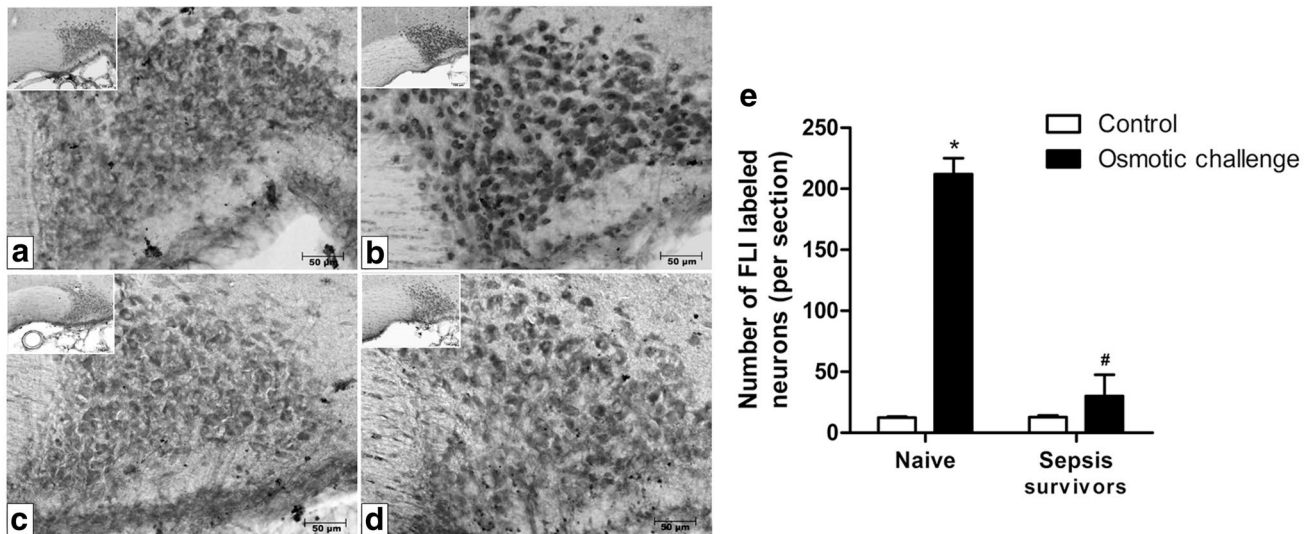 a
50 µm
b
50 µm
c
50 µm
d
50 µm
e
Control
Osmotic challenge
Number of FLI labeled
neurons (per section)
250
200
150
100
50
0
*
#
Naive
Sepsis
survivors